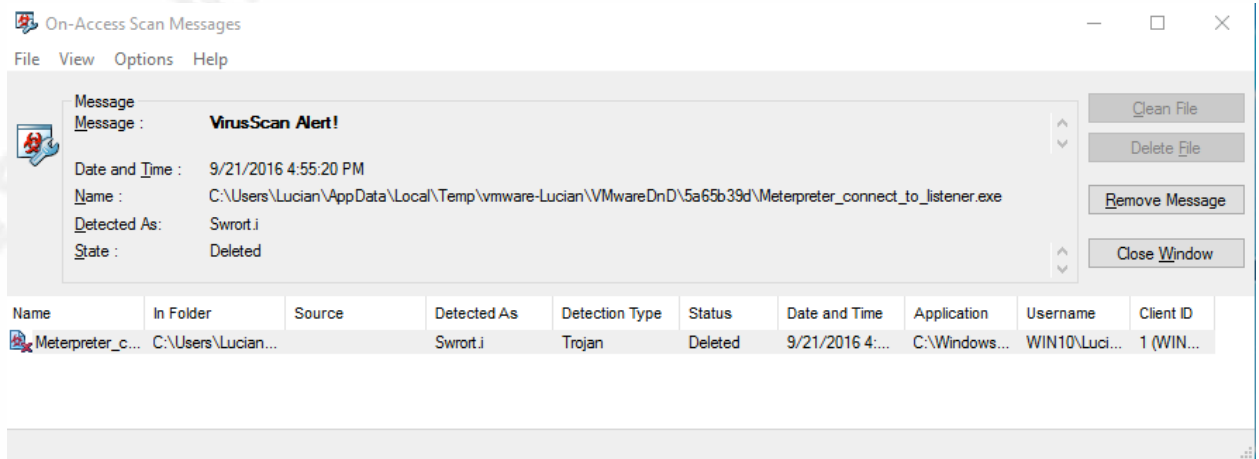 On-Access Scan Messages
File View Options Help
Message
Message : VirusScan Alert!
Date and Time : 9/21/2016 4:55:20 PM
Name : C:\Users\Lucian\AppData\Local\Temp\vmware-Lucian\VMwareDnD\5a65b39d\Meterpreter_connect_to_listener.exe
Detected As: Swrort.i
State : Deleted
Clean File
Delete File
Remove Message
Close Window
Name In Folder Source Detected As Detection Type Status Date and Time Application Username Client ID
Meterpreter_c... C:\Users\Lucian... Swrort.i Trojan Deleted 9/21/2016 4:... C:\Windows... WIN10\Luci... 1 (WIN...